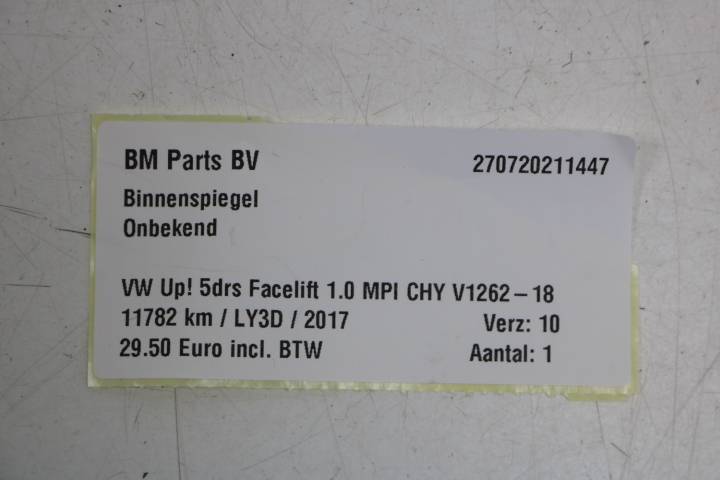 BM Parts BV 270720211447
Binnenspiegel
Onbekend
VW Up! 5drs Facelift 1.0 MPI CHY V1262-18
11782 km / LY3D / 2017 Verz: 10
29.50 Euro incl. BTW Aantal: 1